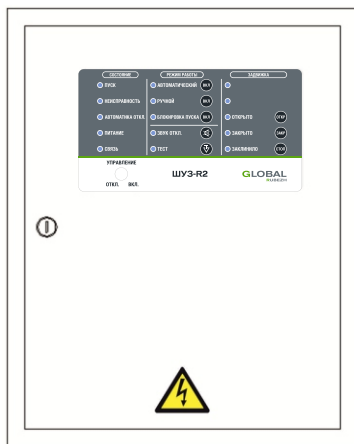 СОСТОЯНИЕ
РЕЖИМ РАБОТЫ
ЗАДВИЖКА
ПУСК
АВТОМАТИЧЕСКИЙ ВКЛ
НЕИСПРАВНОСТЬ
РУЧНОЙ ВКЛ
АВТОМАТИКА ОТКЛ.
БЛОКИРОВКА ПУСКА ВКЛ
ОТКРЫТО ОТКР
ПИТАНИЕ
ЗВУК ОТКЛ.
ЗАКРЫТО ЗАКР
СВЯЗЬ
ТЕСТ
ЗАКЛИНИЛО СТОП
УПРАВЛЕНИЕ
ОТКЛ. ВКЛ.
ШУЗ-R2
GLOBAL